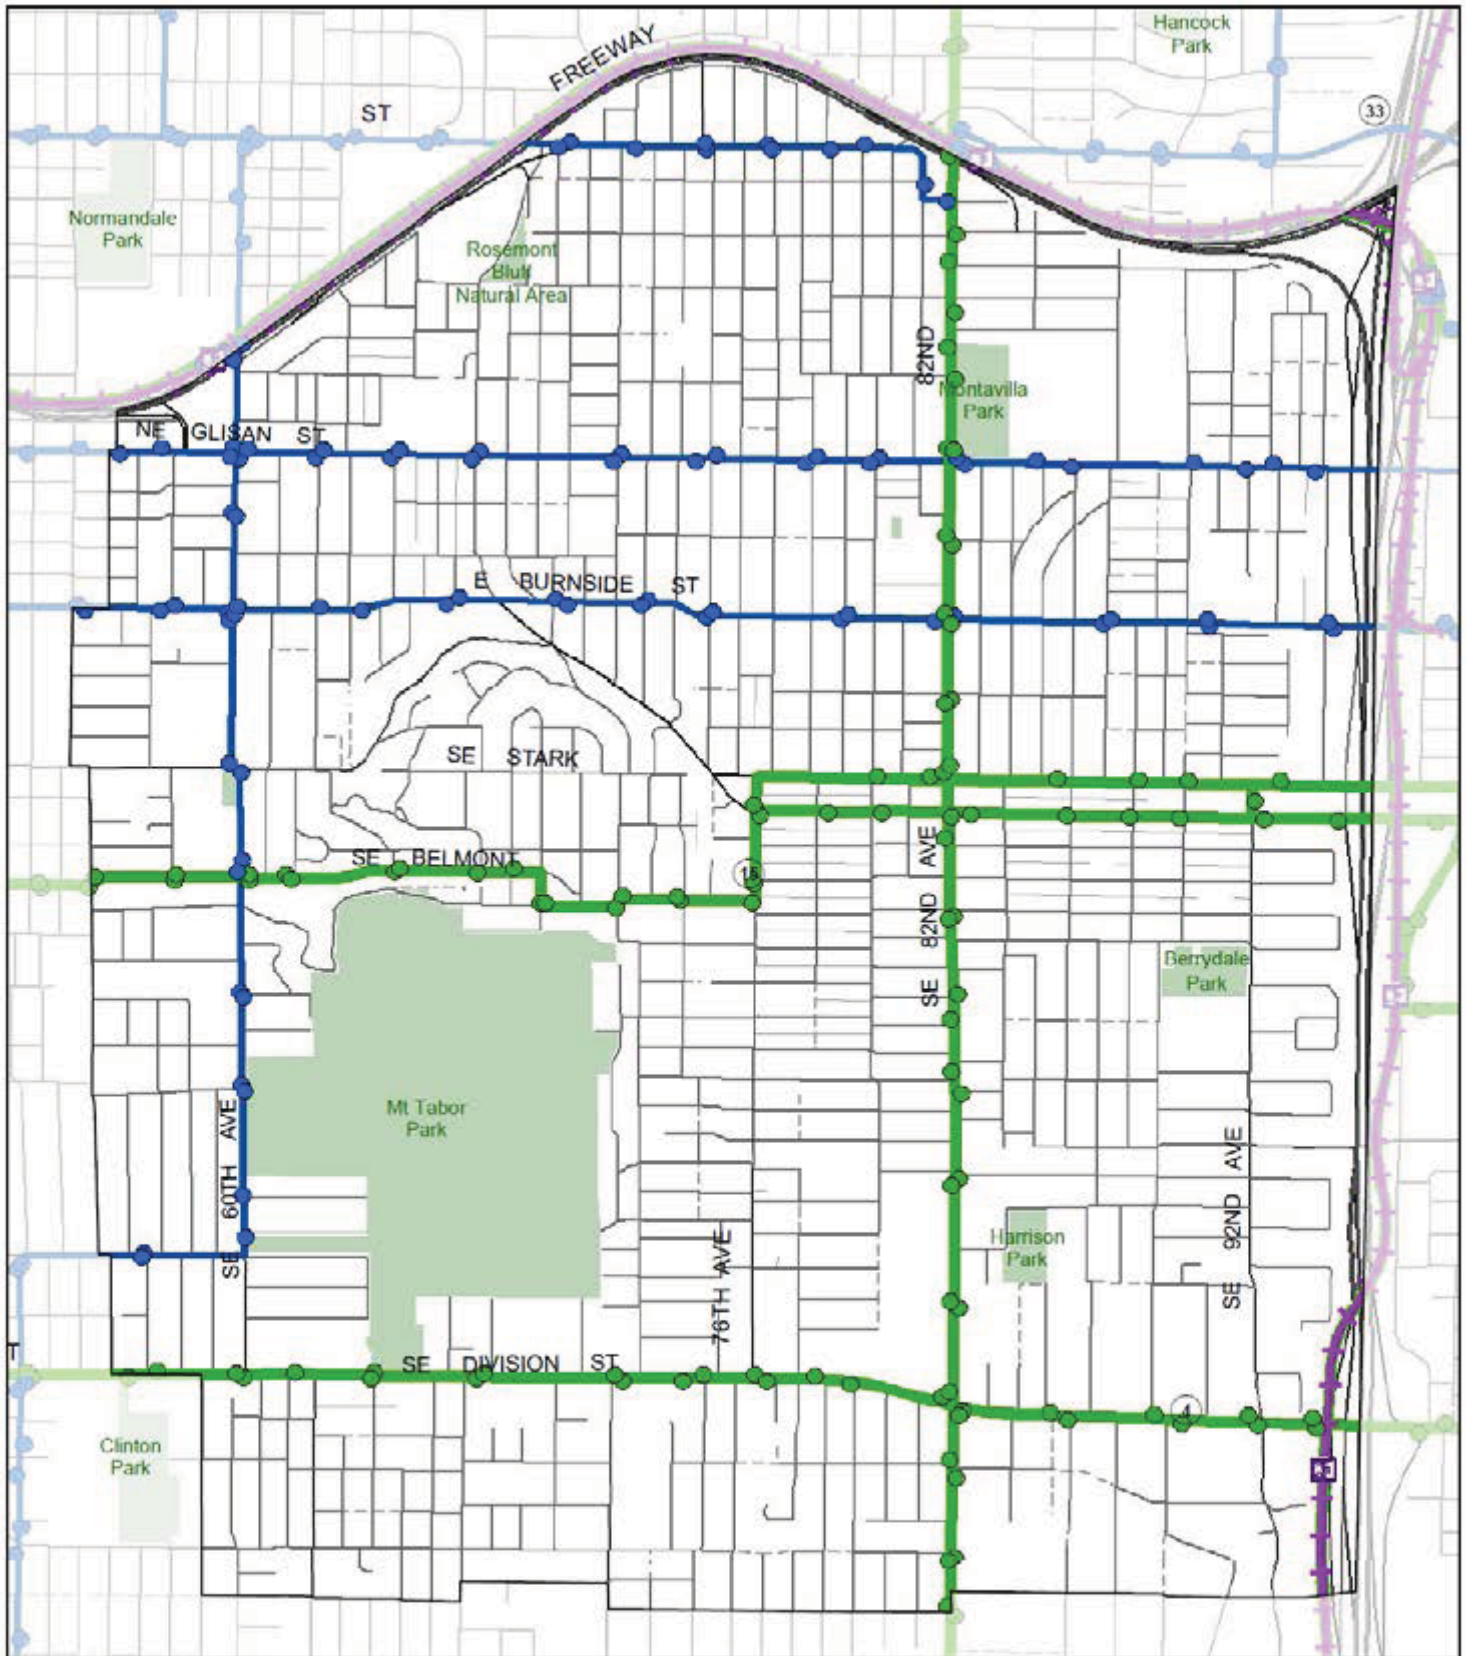 Hancock
Park
FREEWAY
ST
33
Normandale
Park
Rosemont
Bluff
Natural Area
82ND
Montavilla
Park
NE GLISAN ST
E BURNSIDE ST
SE STARK
SE BELMONT
15
AVE
82ND
SE
Berrydale
Park
Mt Tabor
Park
AVE
60TH
SE
76TH AVE
Harrison
Park
AVE
92ND
SE
T
SE DIVISION ST
4
Clinton
Park